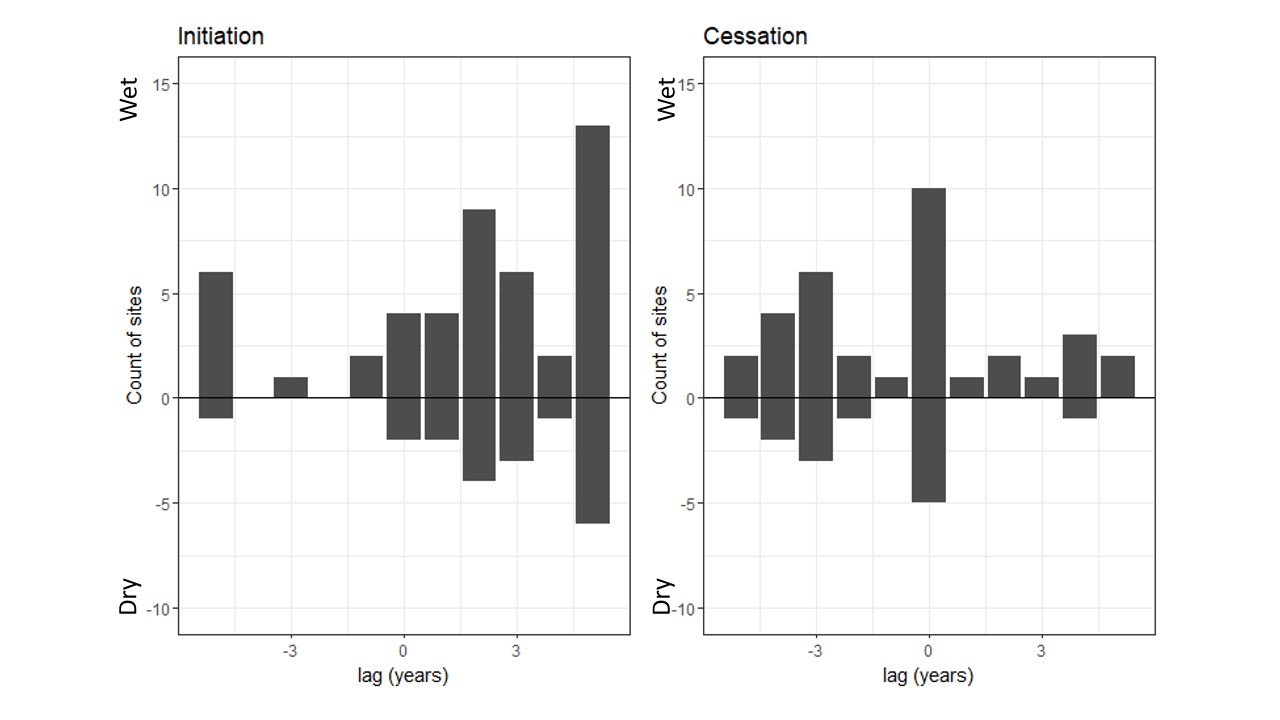 Initiation
Wet
Count of sites
Dry
15
10
5
0
-5
-10
-3
0
3
lag (years)
Cessation
Wet
Count of sites
Dry
15
10
5
0
-5
-10
-3
0
3
lag (years)